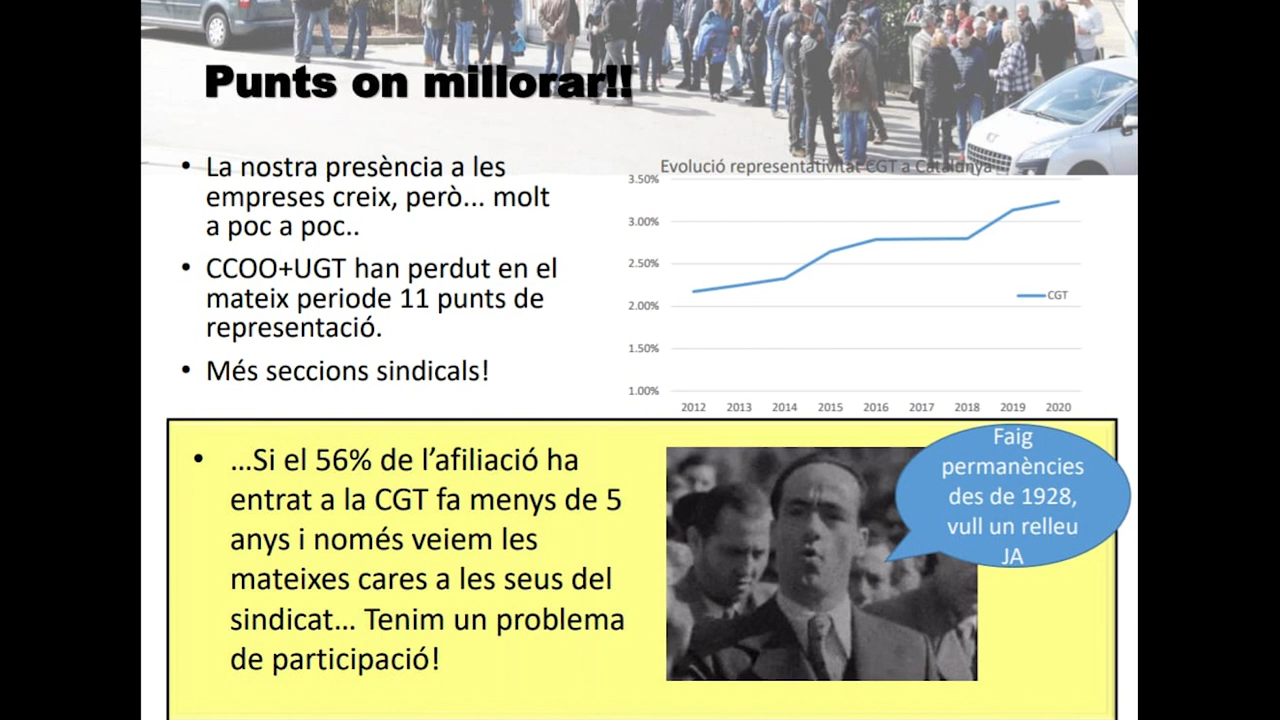 Punts on millorar!!
• La nostra presència a les
empreses creix, però... molt
a poc a poc..
• CCOO+UGT han perdut en el
mateix periode 11 punts de
representació.
• Més seccions sindicals!
Evolució representativitat CGT a Catalunya
3.50%
3.00%
2.50%
2.00%
1.50%
1.00%
CGT
2012 2013 2014 2015 2016 2017 2018 2019 2020
• ...Si el 56% de l’afiliació ha
entrat a la CGT fa menys de 5
anys i només veiem les
mateixes cares a les seus del
sindicat... Tenim un problema
de participació!
Faig
permanències
des de 1928,
vull un relleu
JA